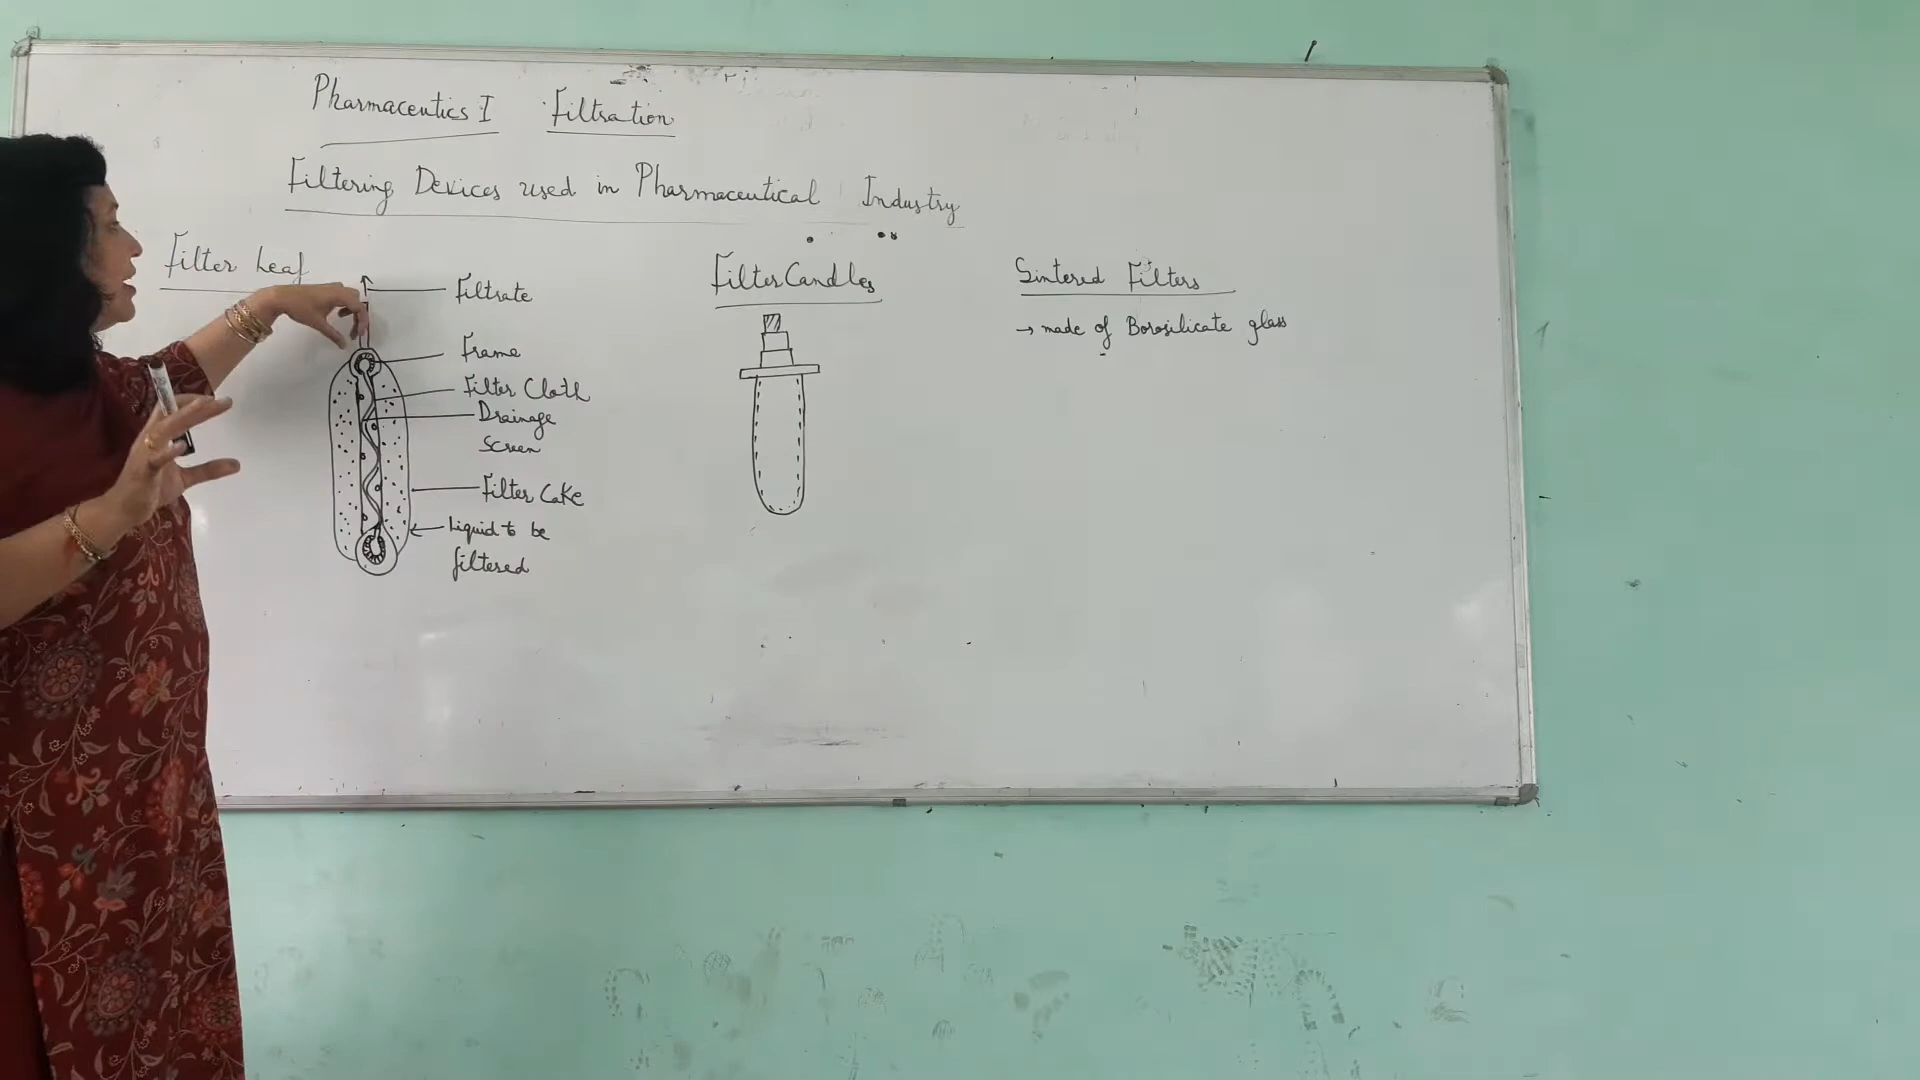 Pharmaceutics I Filtration
Filtering Devices used in Pharmaceutical Industry
Filter Leaf
Filtrate
Frame
Filter Cloth
Drainage
Screen
Filter Cake
Liquid to be
filtered
Filter Candles
Sintered Filters
→ made of Borosilicate glass